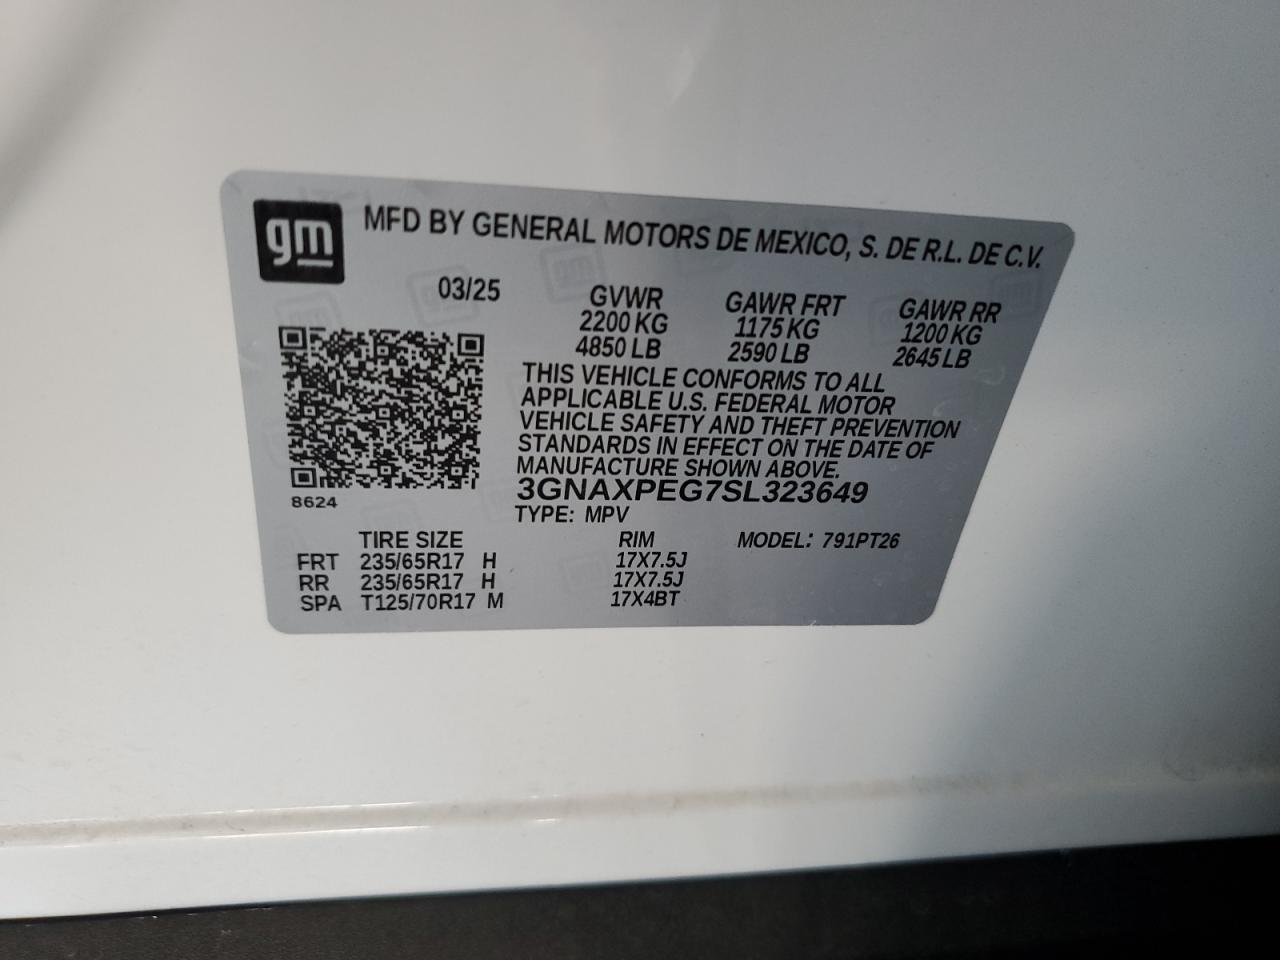 gm MFD BY GENERAL MOTORS DE MEXICO, S. DE R.L. DE C.V.
03/25 GVWR GAWR FRT GAWR RR
2200 KG 1175 KG 1200 KG
4850 LB 2590 LB 2645 LB
THIS VEHICLE CONFORMS TO ALL
APPLICABLE U.S. FEDERAL MOTOR
VEHICLE SAFETY AND THEFT PREVENTION
STANDARDS IN EFFECT ON THE DATE OF
MANUFACTURE SHOWN ABOVE.
3GNAXPEG7SL323649
8624
TYPE: MPV
TIRE SIZE RIM MODEL: 791PT26
FRT 235/65R17 H 17X7.5J
RR 235/65R17 H 17X7.5J
SPA T125/70R17 M 17X4BT